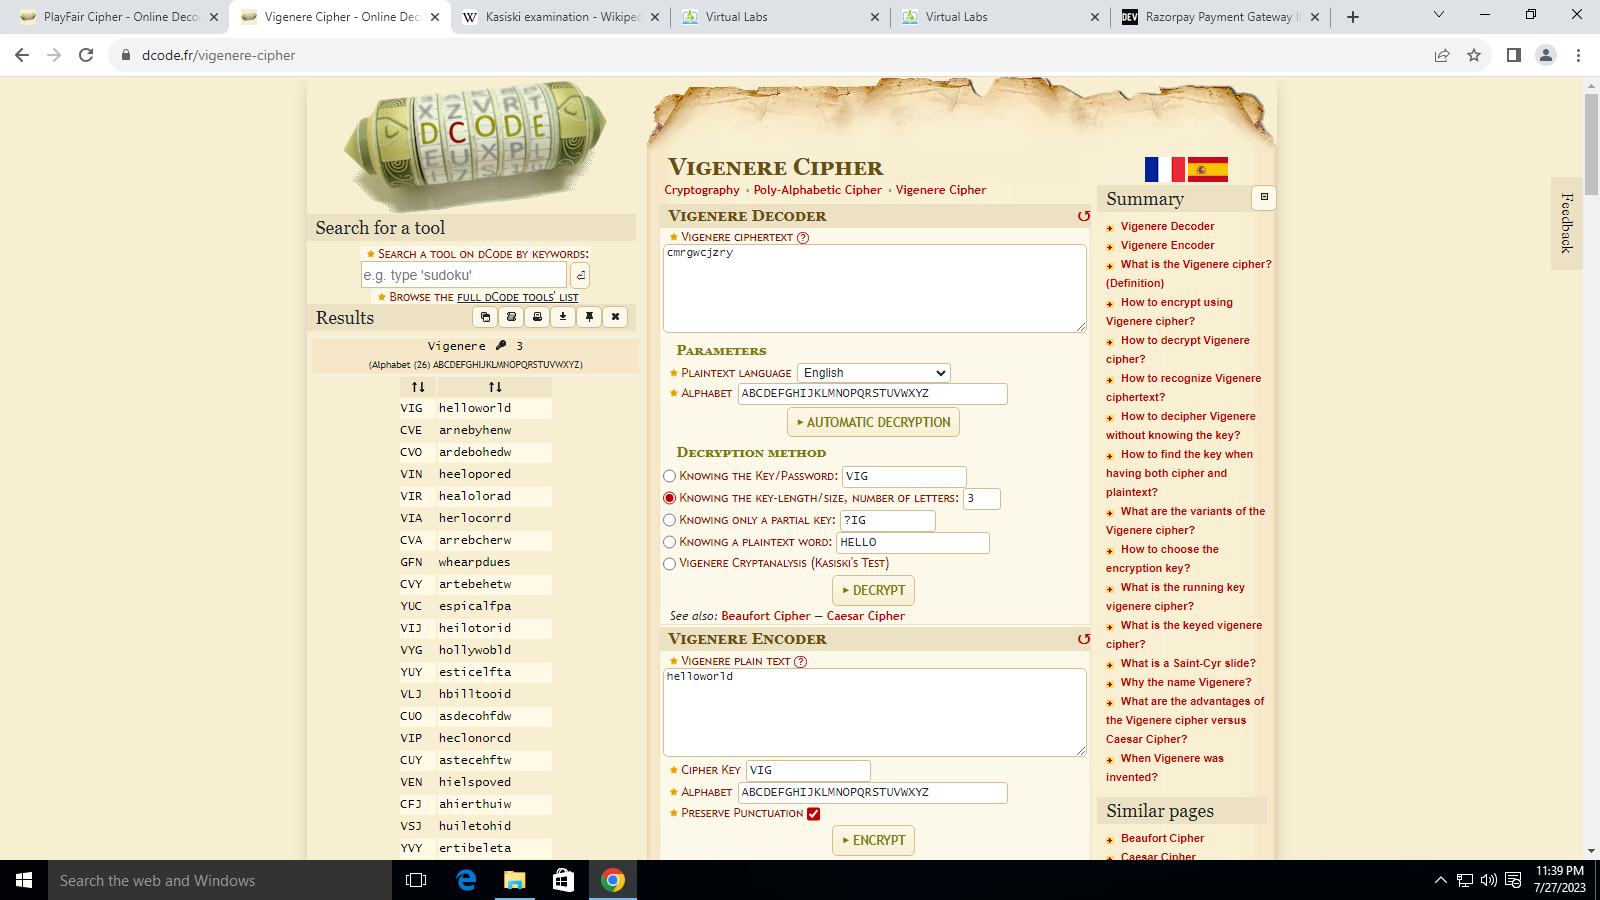 PlayFair Cipher - Online Deco
Vigenere Cipher - Online Dec
Kasiski examination - Wikiped
Virtual Labs
Virtual Labs
DEV Razorpay Payment Gateway I
dcode.fr/vigenere-cipher
DCODE
Search for a tool
SEARCH A TOOL ON DCODE BY KEYWORDS:
e.g. type 'sudoku'
BROWSE THE FULL DCODE TOOLS' LIST
Results
Vigenere 3
(Alphabet (26) ABCDEFGHIJKLMNOPQRSTUVWXYZ)
↑↓ ↑↓
VIG helloworld
CVE arnebyhenw
CVO ardebohedw
VIN heelopored
VIR healolorad
VIA herlocorrd
CVA arrebcherw
GFN whearpdues
CVY artebehetw
YUC espicalfpa
VIJ heilotorid
VYG hollywobld
YUY esticelfta
VLJ hbilltooid
CUO asdecohfdw
VIP heclonorcd
CUY astecehftw
VEN hielspoved
CFJ ahierthuiw
VSJ huiletohid
YVY ertibeleta
VIGENERE CIPHER
Cryptography › Poly-Alphabetic Cipher › Vigenere Cipher
VIGENERE DECODER
VIGENERE CIPHERTEXT ?
cmrgwcjzry
PARAMETERS
PLAINTEXT LANGUAGE English
ALPHABET ABCDEFGHIJKLMNOPQRSTUVWXYZ
AUTOMATIC DECRYPTION
DECRYPTION METHOD
KNOWING THE KEY/PASSWORD: VIG
KNOWING THE KEY-LENGTH/SIZE, NUMBER OF LETTERS: 3
KNOWING ONLY A PARTIAL KEY: ?IG
KNOWING A PLAINTEXT WORD: HELLO
VIGENERE CRYPTANALYSIS (KASISKI'S TEST)
DECRYPT
See also: Beaufort Cipher — Caesar Cipher
VIGENERE ENCODER
VIGENERE PLAIN TEXT ?
helloworld
CIPHER KEY VIG
ALPHABET ABCDEFGHIJKLMNOPQRSTUVWXYZ
PRESERVE PUNCTUATION
ENCRYPT
Summary
Vigenere Decoder
Vigenere Encoder
What is the Vigenere cipher?
(Definition)
How to encrypt using
Vigenere cipher?
How to decrypt Vigenere
cipher?
How to recognize Vigenere
ciphertext?
How to decipher Vigenere
without knowing the key?
How to find the key when
having both cipher and
plaintext?
What are the variants of the
Vigenere cipher?
How to choose the
encryption key?
What is the running key
vigenere cipher?
What is the keyed vigenere
cipher?
What is a Saint-Cyr slide?
Why the name Vigenere?
What are the advantages of
the Vigenere cipher versus
Caesar Cipher?
When Vigenere was
invented?
Similar pages
Beaufort Cipher
Caesar Cipher
Feedback
Search the web and Windows
11:39 PM
7/27/2023